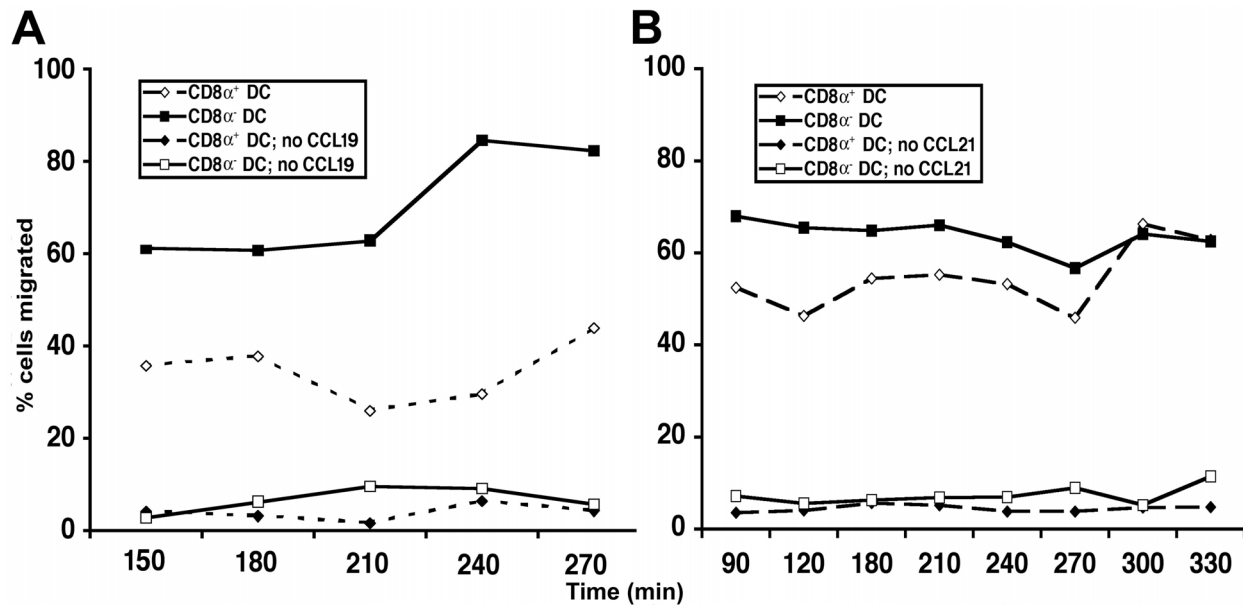 A
100
80
60
40
20
0
% cells migrated
CD8α⁺ DC
CD8α⁻ DC
CD8α⁺ DC; no CCL19
CD8α⁻ DC; no CCL19
150 180 210 240 270
B
100
80
60
40
20
0
CD8α⁺ DC
CD8α⁻ DC
CD8α⁺ DC; no CCL21
CD8α⁻ DC; no CCL21
90 120 180 210 240 270 300 330
Time (min)